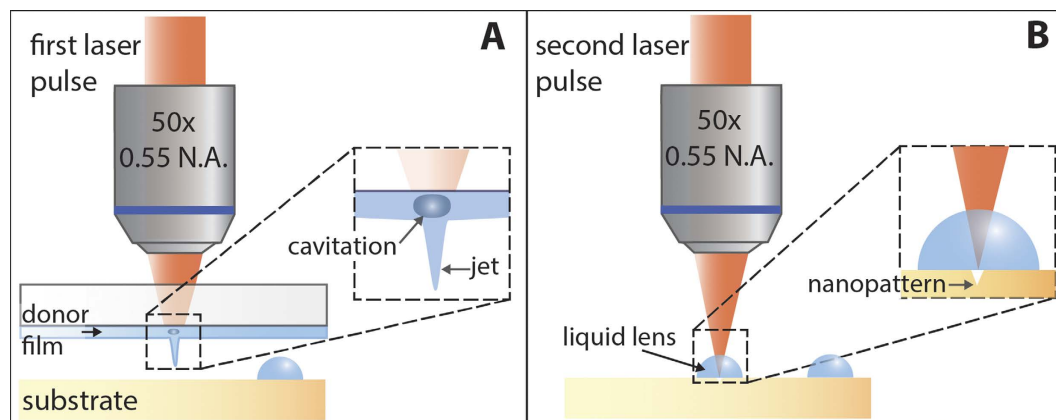 first laser
pulse
A
50x
0.55 N.A.
cavitation
jet
donor
film
substrate
second laser
pulse
B
50x
0.55 N.A.
nanopattern
liquid lens